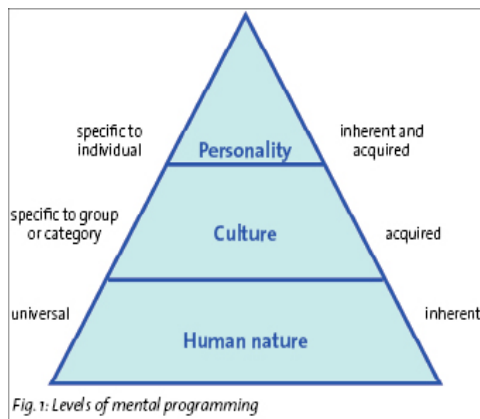 specific to
individual
Personality
inherent and
acquired
specific to group
or category
Culture
acquired
universal
Human nature
inherent
Fig. 1: Levels of mental programming